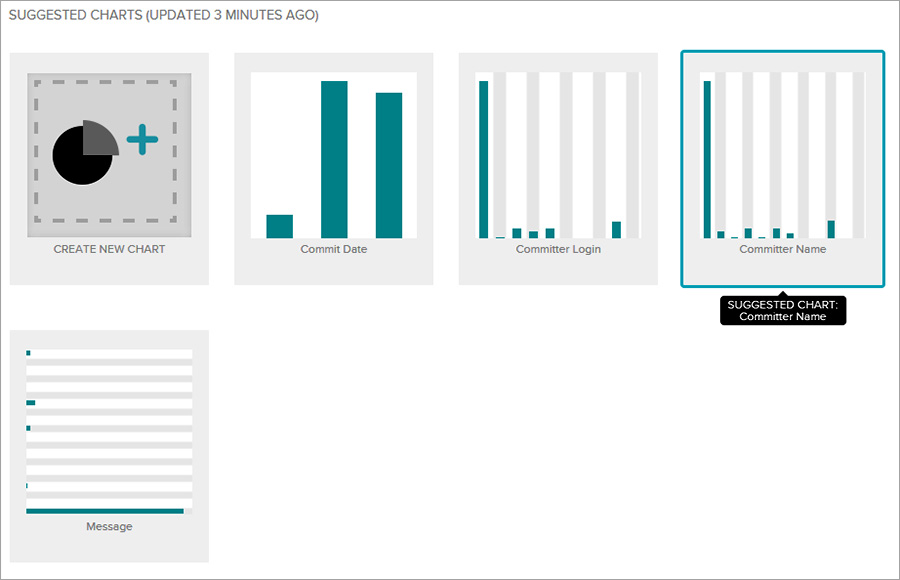 SUGGESTED CHARTS (UPDATED 3 MINUTES AGO)
CREATE NEW CHART
Commit Date
Committer Login
Committer Name
SUGGESTED CHART:
Committer Name
Message